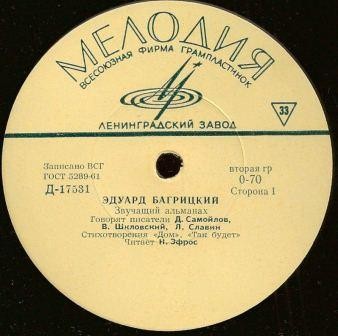 МЕЛОДИЯ
ВСЕСОЮЗНАЯ ФИРМА ГРАМПЛАСТИНОК
33
ЛЕНИНГРАДСКИЙ ЗАВОД
Записано ВСГ
ГОСТ 5289-61
Д-17531
вторая гр
0-70
Сторона 1
ЭДУАРД БАГРИЦКИЙ
Звучащий альманах
Говорят писатели Д. Самойлов,
В. Шкловский, Л. Славин
Стихотворения «Дом», «Так будет»
Читает Н. Эфрос